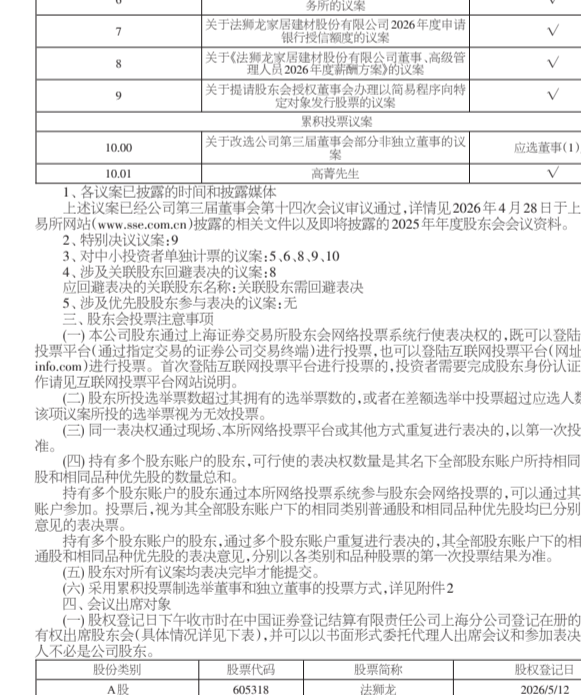 务所的议案
7 关于法狮龙家居建材股份有限公司2026年度申请
银行授信额度的议案 √
8 关于《法狮龙家居建材股份有限公司董事、高级管
理人员2026年度薪酬方案》的议案 √
9 关于提请股东会授权董事会办理以简易程序向特
定对象发行股票的议案 √
累积投票议案
10.00 关于改选公司第三届董事会部分非独立董事的议
案 应选董事(1)
10.01 高菁先生 √
1、各议案已披露的时间和披露媒体
上述议案已经公司第三届董事会第十四次会议审议通过,详情见2026年4月28日于上
易所网站(www.sse.com.cn)披露的相关文件以及即将披露的2025年年度股东会会议资料。
2、特别决议议案:9
3、对中小投资者单独计票的议案:5、6、8、9、10
4、涉及关联股东回避表决的议案:8
应回避表决的关联股东名称:关联股东需回避表决
5、涉及优先股股东参与表决的议案:无
三、股东会投票注意事项
(一)本公司股东通过上海证券交易所股东会网络投票系统行使表决权的,既可以登陆
投票平台(通过指定交易的证券公司交易终端)进行投票,也可以登陆互联网投票平台(网址
info.com)进行投票。首次登陆互联网投票平台进行投票的,投资者需要完成股东身份认证
作请见互联网投票平台网站说明。
(二)股东所投选举票数超过其拥有的选举票数的,或者在差额选举中投票超过应选人数
该项议案所投的选举票视为无效投票。
(三)同一表决权通过现场、本所网络投票平台或其他方式重复进行表决的,以第一次投
准。
(四)持有多个股东账户的股东,可行使的表决权数量是其名下全部股东账户所持相同
股和相同品种优先股的数量总和。
持有多个股东账户的股东通过本所网络投票系统参与股东会网络投票的,可以通过其
账户参加。投票后,视为其全部股东账户下的相同类别普通股和相同品种优先股均已分别
意见的表决票。
持有多个股东账户的股东,通过多个股东账户重复进行表决的,其全部股东账户下的相
通股和相同品种优先股的表决意见,分别以各类别和品种股票的第一次投票结果为准。
(五)股东对所有议案均表决完毕才能提交。
(六)采用累积投票制选举董事和独立董事的投票方式,详见附件2
四、会议出席对象
(一)股权登记日下午收市时在中国证券登记结算有限责任公司上海分公司登记在册的
有权出席股东会(具体情况详见下表),并可以以书面形式委托代理人出席会议和参加表决
人不必是公司股东。
股份类别 股票代码 股票简称 股权登记日
A股 605318 法狮龙 2026/5/12